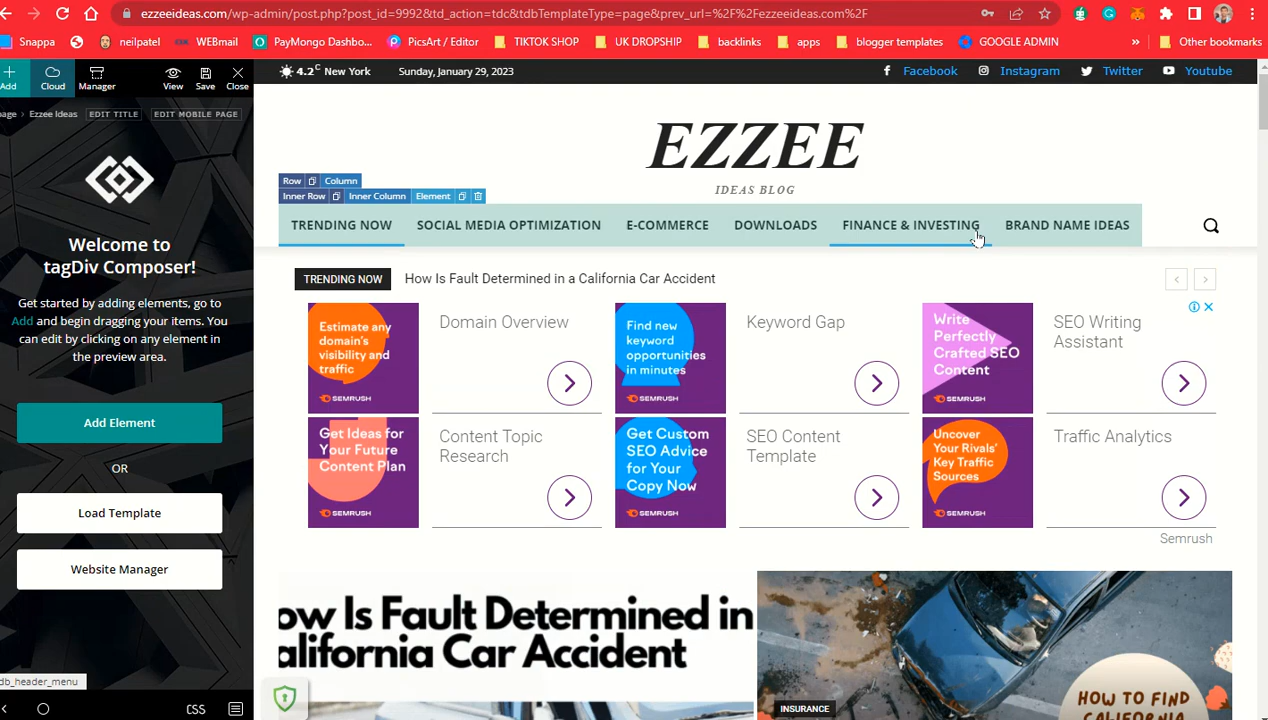 ezzeeideas.com/wp-admin/post.php?post_id=9992&td_action=tdc&tdbTemplateType=page&prev_url=%2F%2Fezzeeideas.com%2F
Snappa neilpatel WEBmail PayMongo Dashbo... PicsArt / Editor TIKTOK SHOP UK DROPSHIP backlinks apps blogger templates GOOGLE ADMIN » Other bookmarks
Add Cloud Manager View Save Close
4.2 C New York Sunday, January 29, 2023 Facebook Instagram Twitter Youtube
page > Ezzee Ideas EDIT TITLE EDIT MOBILE PAGE
EZZEE
IDEAS BLOG
Row Column
Inner Row Inner Column Element
TRENDING NOW SOCIAL MEDIA OPTIMIZATION E-COMMERCE DOWNLOADS FINANCE & INVESTING BRAND NAME IDEAS
Welcome to
tagDiv Composer!
Get started by adding elements, go to
Add and begin dragging your items. You
can edit by clicking on any element in
the preview area.
Add Element
OR
Load Template
Website Manager
db_header_menu
CSS
TRENDING NOW How Is Fault Determined in a California Car Accident
Estimate any
domain's
visibility and
traffic
SEMRUSH
Domain Overview
Find new
keyword
opportunities
in minutes
SEMRUSH
Keyword Gap
Write
Perfectly
Crafted SEO
Content
SEMRUSH
SEO Writing
Assistant
Get Ideas for
Your Future
Content Plan
SEMRUSH
Content Topic
Research
Get Custom
SEO Advice
for Your
Copy Now
SEMRUSH
SEO Content
Template
Uncover
Your Rivals'
Key Traffic
Sources
SEMRUSH
Traffic Analytics
Semrush
ow Is Fault Determined in
alifornia Car Accident
INSURANCE
HOW TO FIND